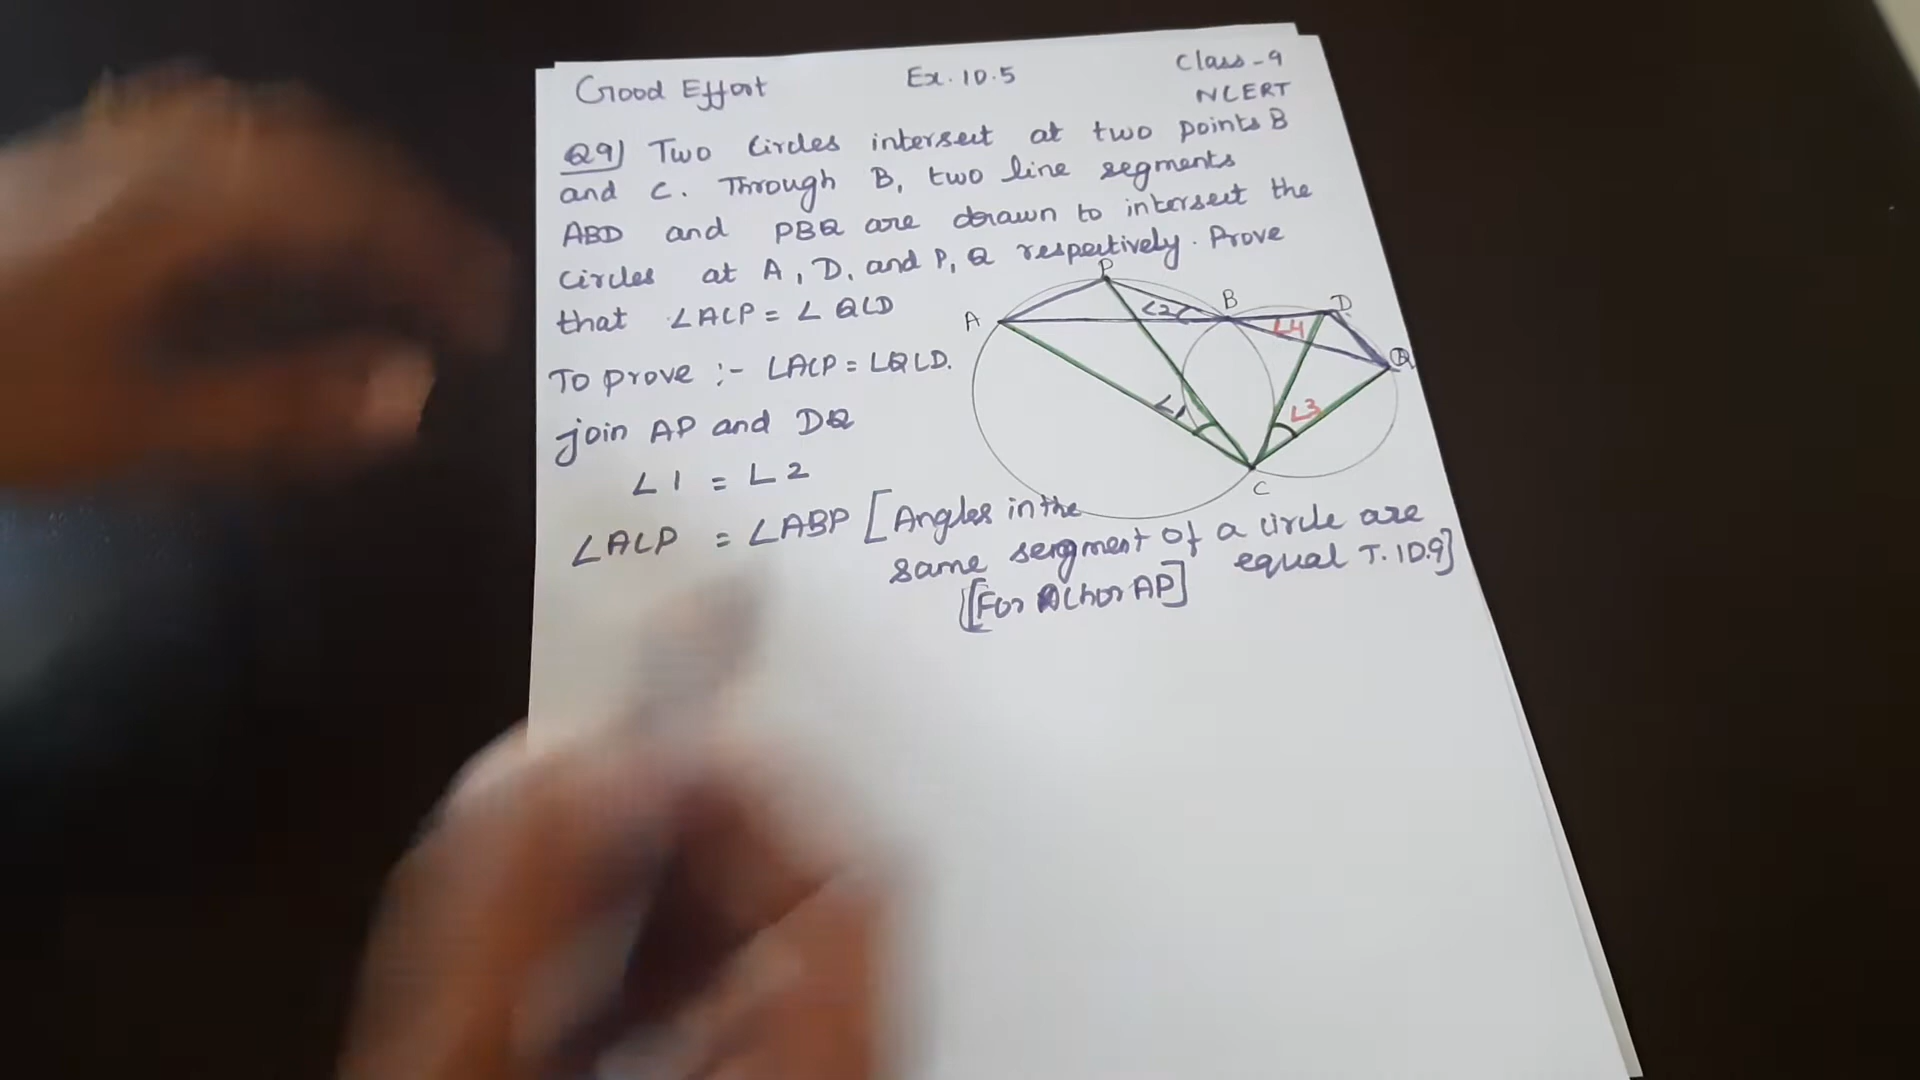 Good Effort Ex. 10.5 Class - 9
NCERT
Q9) Two Circles intersect at two points B
and C. Through B, two line segments
ABD and PBQ are drawn to intersect the
circles at A, D, and P, Q respectively. Prove
that ∠ACP = ∠QCD
To prove :- ∠ACP = ∠QCD.
join AP and DQ
∠1 = ∠2
∠ACP = ∠ABP [Angles in the
same sengment of a circle are
equal T. 10.9]
[For Chor AP]
P
A
B
D
Q
C
∠2
∠4
∠1
∠3